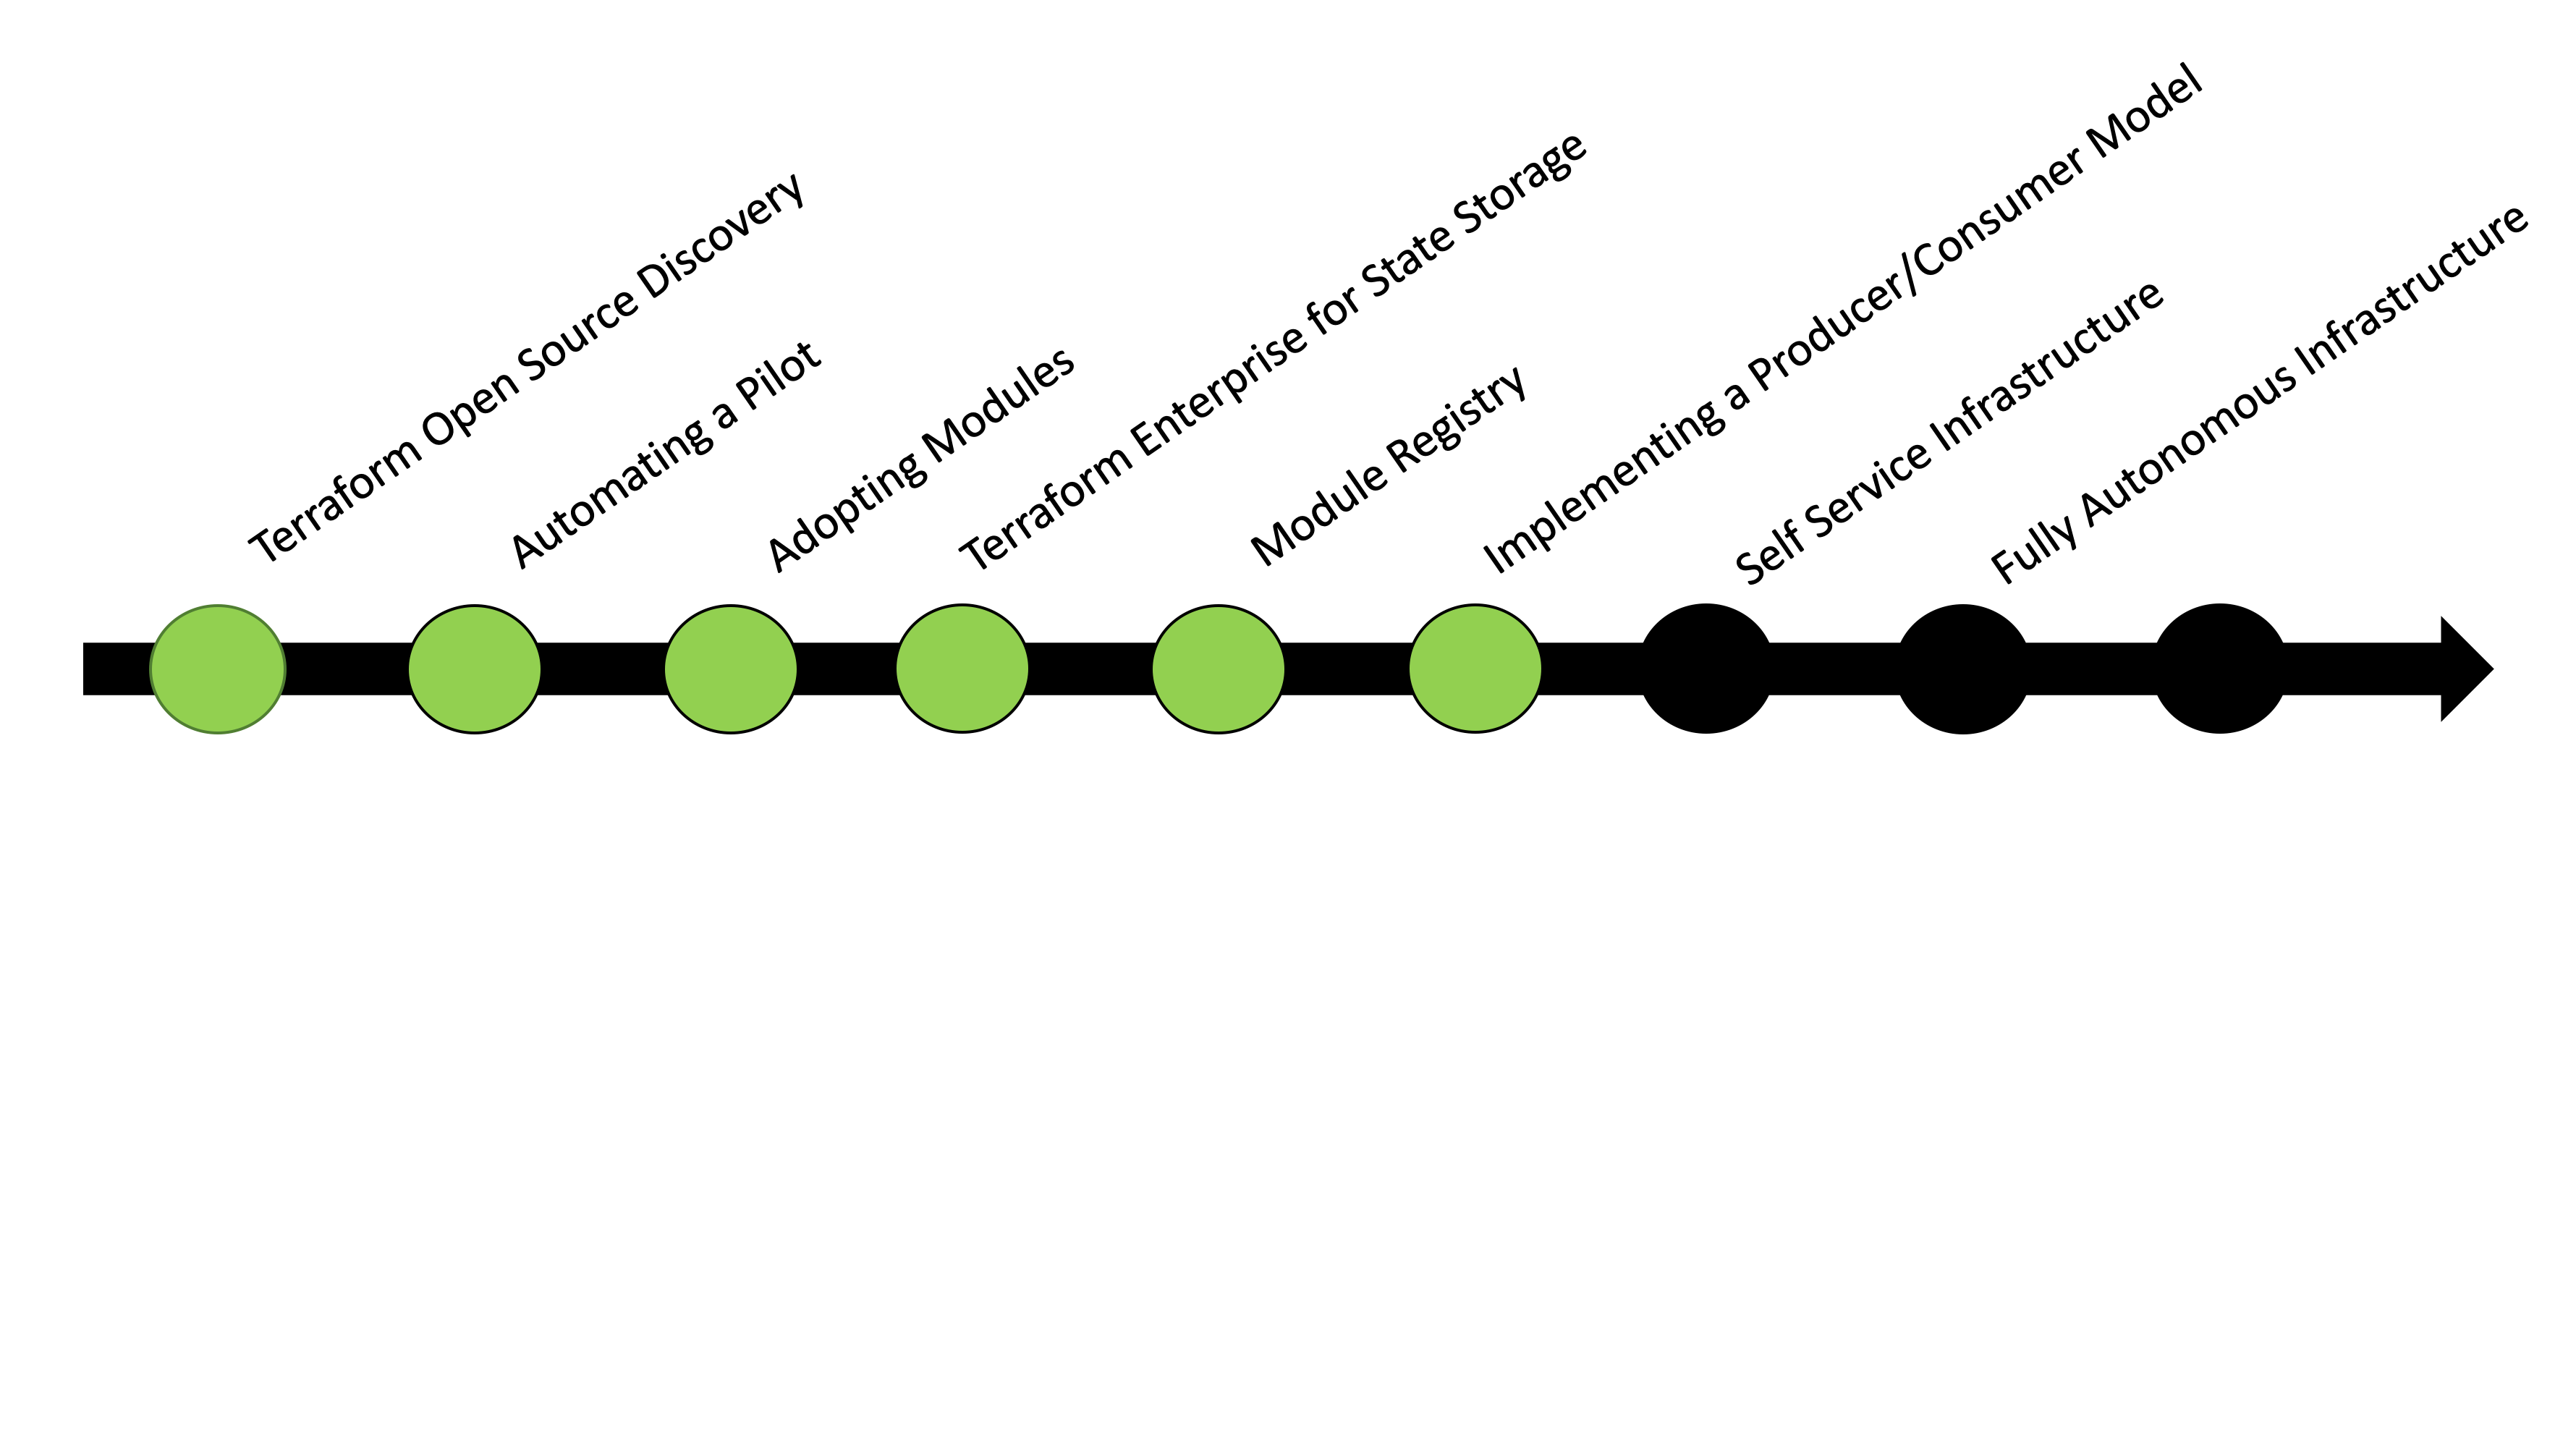 Terraform Open Source Discovery
Automating a Pilot
Adopting Modules
Terraform Enterprise for State Storage
Module Registry
Implementing a Producer/Consumer Model
Self Service Infrastructure
Fully Autonomous Infrastructure